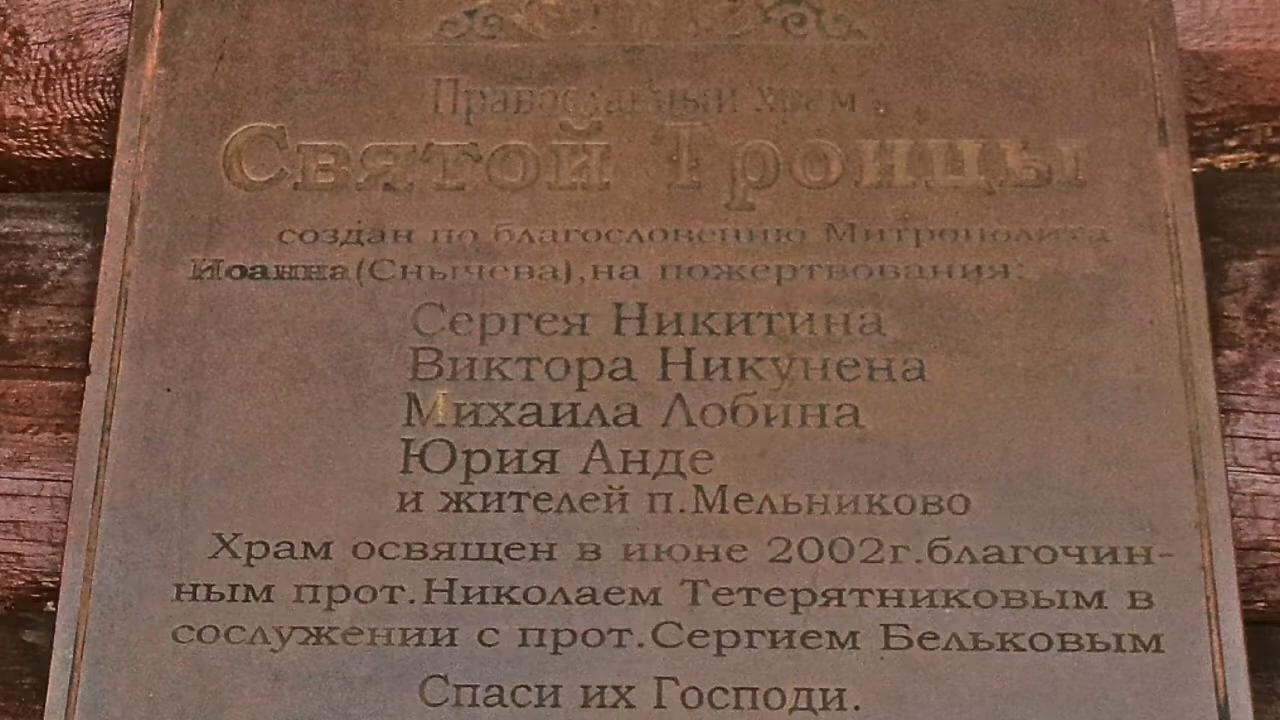 Православный храм
Святой Троицы
создан по благословению Митрополита
Иоанна(Снычева),на пожертвования:
Сергея Никитина
Виктора Никунена
Михаила Лобина
Юрия Анде
и жителей п.Мельниково
Храм освящен в июне 2002г.благочин-
ным прот.Николаем Тетерятниковым в
сослужении с прот.Сергием Бельковым
Спаси их Господи.